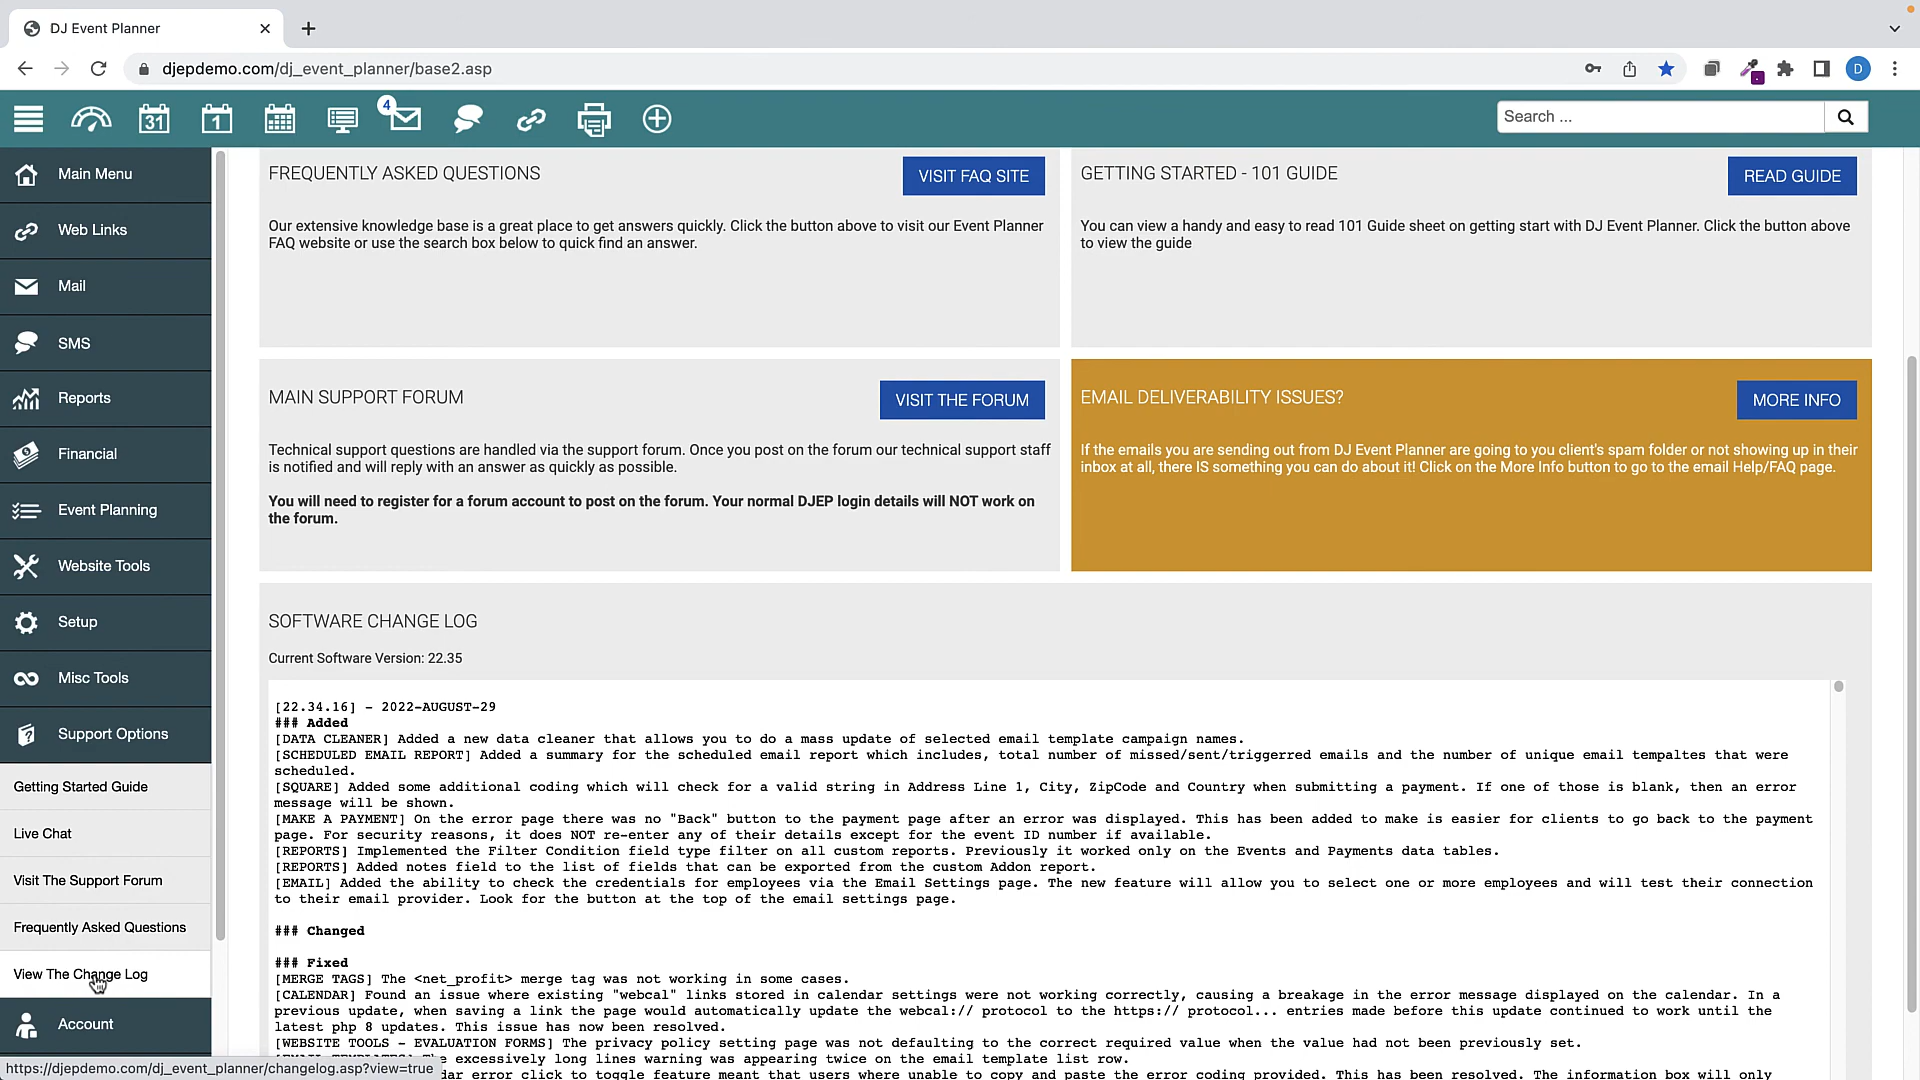 DJ Event Planner
djepdemo.com/dj_event_planner/base2.asp
D
31
1
4
Search ...
Main Menu
Web Links
Mail
SMS
Reports
Financial
Event Planning
Website Tools
Setup
Misc Tools
Support Options
Getting Started Guide
Live Chat
Visit The Support Forum
Frequently Asked Questions
View The Change Log
Account
https://djepdemo.com/dj_event_planner/changelog.asp?view=true
FREQUENTLY ASKED QUESTIONS
VISIT FAQ SITE
Our extensive knowledge base is a great place to get answers quickly. Click the button above to visit our Event Planner
FAQ website or use the search box below to quick find an answer.
GETTING STARTED - 101 GUIDE
READ GUIDE
You can view a handy and easy to read 101 Guide sheet on getting start with DJ Event Planner. Click the button above
to view the guide
MAIN SUPPORT FORUM
VISIT THE FORUM
Technical support questions are handled via the support forum. Once you post on the forum our technical support staff
is notified and will reply with an answer as quickly as possible.
You will need to register for a forum account to post on the forum. Your normal DJEP login details will NOT work on
the forum.
EMAIL DELIVERABILITY ISSUES?
MORE INFO
If the emails you are sending out from DJ Event Planner are going to you client's spam folder or not showing up in their
inbox at all, there IS something you can do about it! Click on the More Info button to go to the email Help/FAQ page.
SOFTWARE CHANGE LOG
Current Software Version: 22.35
[22.34.16] - 2022-AUGUST-29
### Added
[DATA CLEANER] Added a new data cleaner that allows you to do a mass update of selected email template campaign names.
[SCHEDULED EMAIL REPORT] Added a summary for the scheduled email report which includes, total number of missed/sent/triggerred emails and the number of unique email tempaltes that were
scheduled.
[SQUARE] Added some additional coding which will check for a valid string in Address Line 1, City, ZipCode and Country when submitting a payment. If one of those is blank, then an error
message will be shown.
[MAKE A PAYMENT] On the error page there was no "Back" button to the payment page after an error was displayed. This has been added to make is easier for clients to go back to the payment
page. For security reasons, it does NOT re-enter any of their details except for the event ID number if available.
[REPORTS] Implemented the Filter Condition field type filter on all custom reports. Previously it worked only on the Events and Payments data tables.
[REPORTS] Added notes field to the list of fields that can be exported from the custom Addon report.
[EMAIL] Added the ability to check the credentials for employees via the Email Settings page. The new feature will allow you to select one or more employees and will test their connection
to their email provider. Look for the button at the top of the email settings page.
### Changed
### Fixed
[MERGE TAGS] The <net_profit> merge tag was not working in some cases.
[CALENDAR] Found an issue where existing "webcal" links stored in calendar settings were not working correctly, causing a breakage in the error message displayed on the calendar. In a
previous update, when saving a link the page would automatically update the webcal:// protocol to the https:// protocol... entries made before this update continued to work until the
latest php 8 updates. This issue has now been resolved.
[WEBSITE TOOLS - EVALUATION FORMS] The privacy policy setting page was not defaulting to the correct required value when the value had not been previously set.
excessively long lines warning was appearing twice on the email template list row.
error click to toggle feature meant that users where unable to copy and paste the error coding provided. This has been resolved. The information box will only